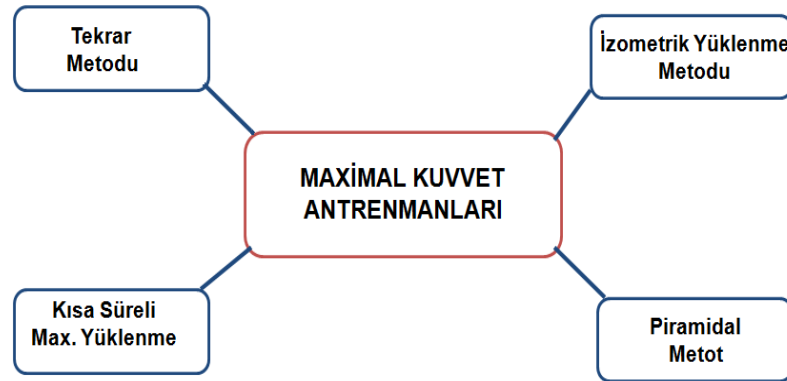 Tekrar
Metodu
İzometrik Yüklenme
Metodu
MAXİMAL KUVVET
ANTRENMANLARI
Kısa Süreli
Max. Yüklenme
Piramidal
Metot